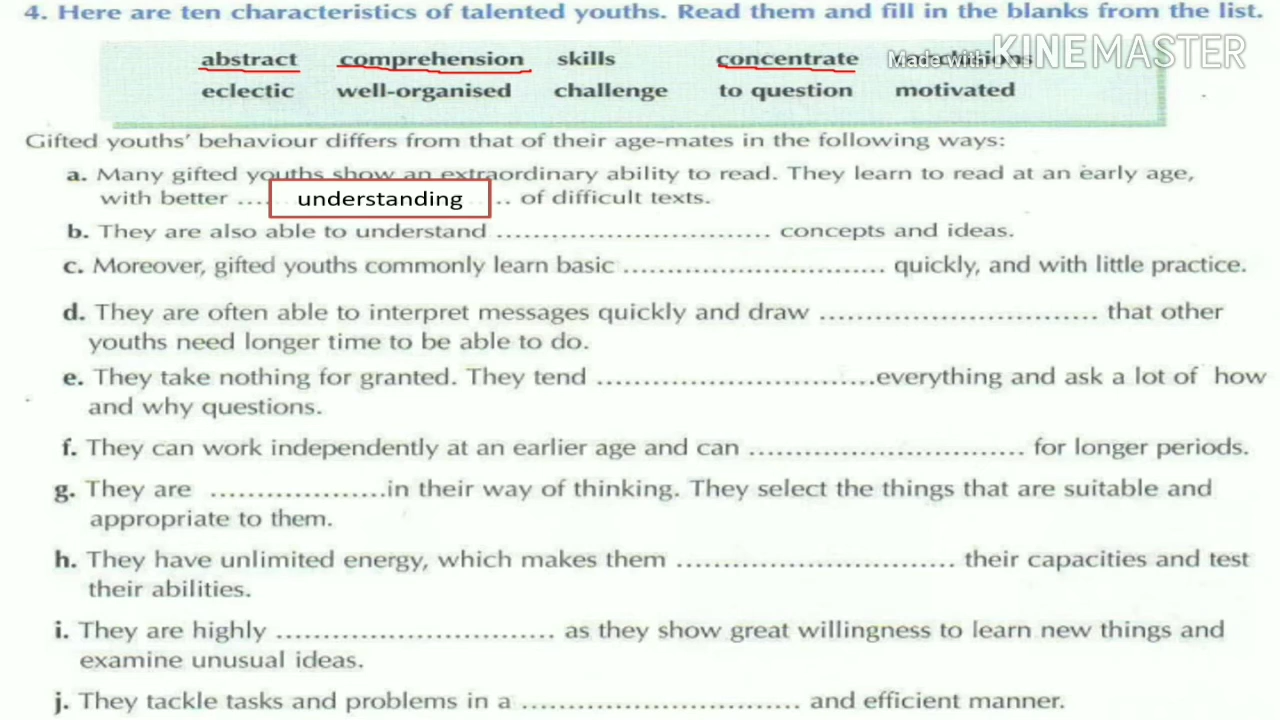 4. Here are ten characteristics of talented youths. Read them and fill in the blanks from the list.
abstract comprehension skills concentrate
Made with KINEMASTER
eclectic well-organised challenge to question motivated
Gifted youths' behaviour differs from that of their age-mates in the following ways:
a. Many gifted youths show an extraordinary ability to read. They learn to read at an early age,
with better .... understanding .. of difficult texts.
b. They are also able to understand ............................ concepts and ideas.
c. Moreover, gifted youths commonly learn basic ........................... quickly, and with little practice.
d. They are often able to interpret messages quickly and draw ............................ that other
youths need longer time to be able to do.
e. They take nothing for granted. They tend ............................everything and ask a lot of how
and why questions.
f. They can work independently at an earlier age and can ............................ for longer periods.
g. They are ..................in their way of thinking. They select the things that are suitable and
appropriate to them.
h. They have unlimited energy, which makes them ............................ their capacities and test
their abilities.
i. They are highly ............................ as they show great willingness to learn new things and
examine unusual ideas.
j. They tackle tasks and problems in a ............................ and efficient manner.